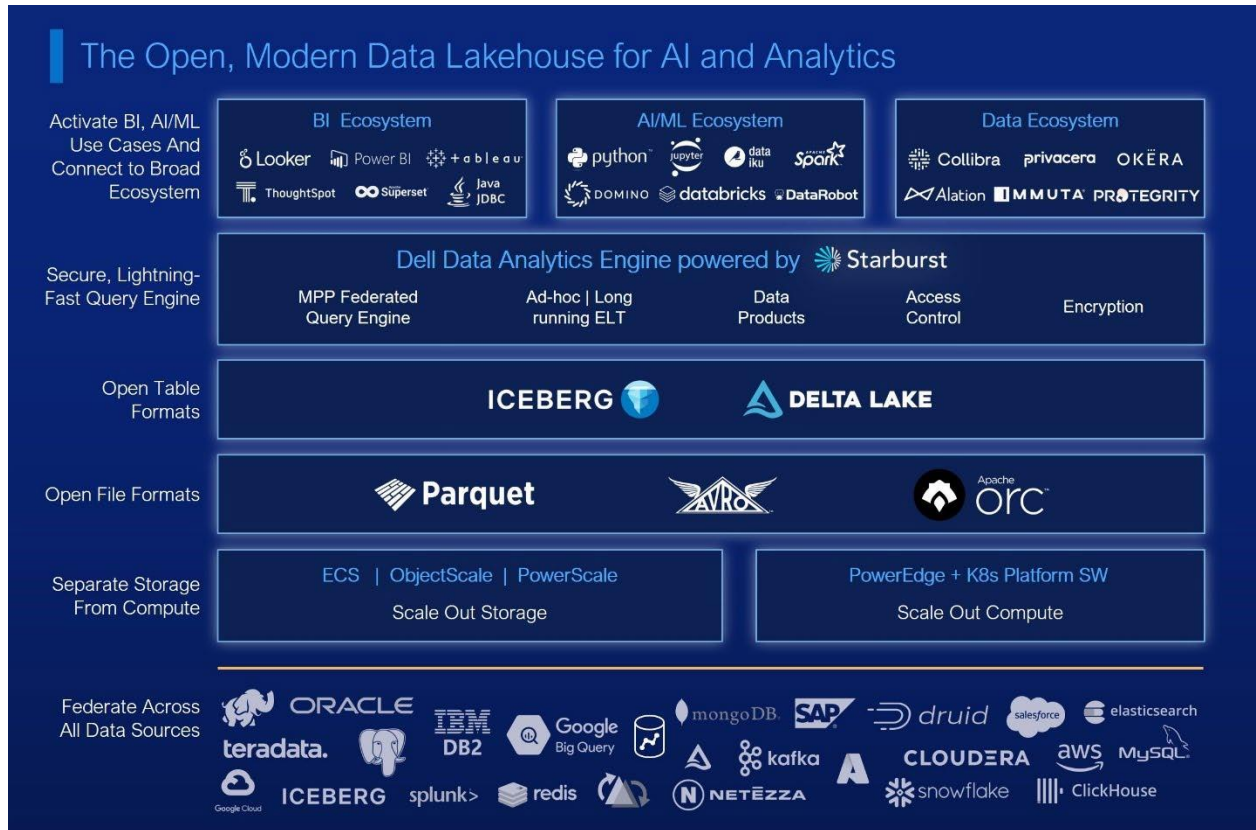 The Open, Modern Data Lakehouse for AI and Analytics
Activate BI, AI/ML
Use Cases And
Connect to Broad
Ecosystem
BI Ecosystem
Looker
Power BI
+ a b l e a u
ThoughtSpot
Superset
Java
JDBC
AI/ML Ecosystem
python
jupyter
data
iku
APACHE
Spark
DOMINO
databricks
DataRobot
Data Ecosystem
Collibra
privacera
OKËRA
Alation
IMMUTA
PROTEGRITY
Secure, Lightning-
Fast Query Engine
Dell Data Analytics Engine powered by Starburst
MPP Federated
Query Engine
Ad-hoc | Long
running ELT
Data
Products
Access
Control
Encryption
Open Table
Formats
ICEBERG
DELTA LAKE
Open File Formats
Parquet
AVRO
Apache
orc
Separate Storage
From Compute
ECS | ObjectScale | PowerScale
Scale Out Storage
PowerEdge + K8s Platform SW
Scale Out Compute
Federate Across
All Data Sources
ORACLE
IBM
DB2
Google
Big Query
mongoDB.
SAP
druid
salesforce
elasticsearch
teradata.
kafka
CLOUDERA
aws
MySQL
Google Cloud
ICEBERG
splunk>
redis
N NETEZZA
snowflake
ClickHouse